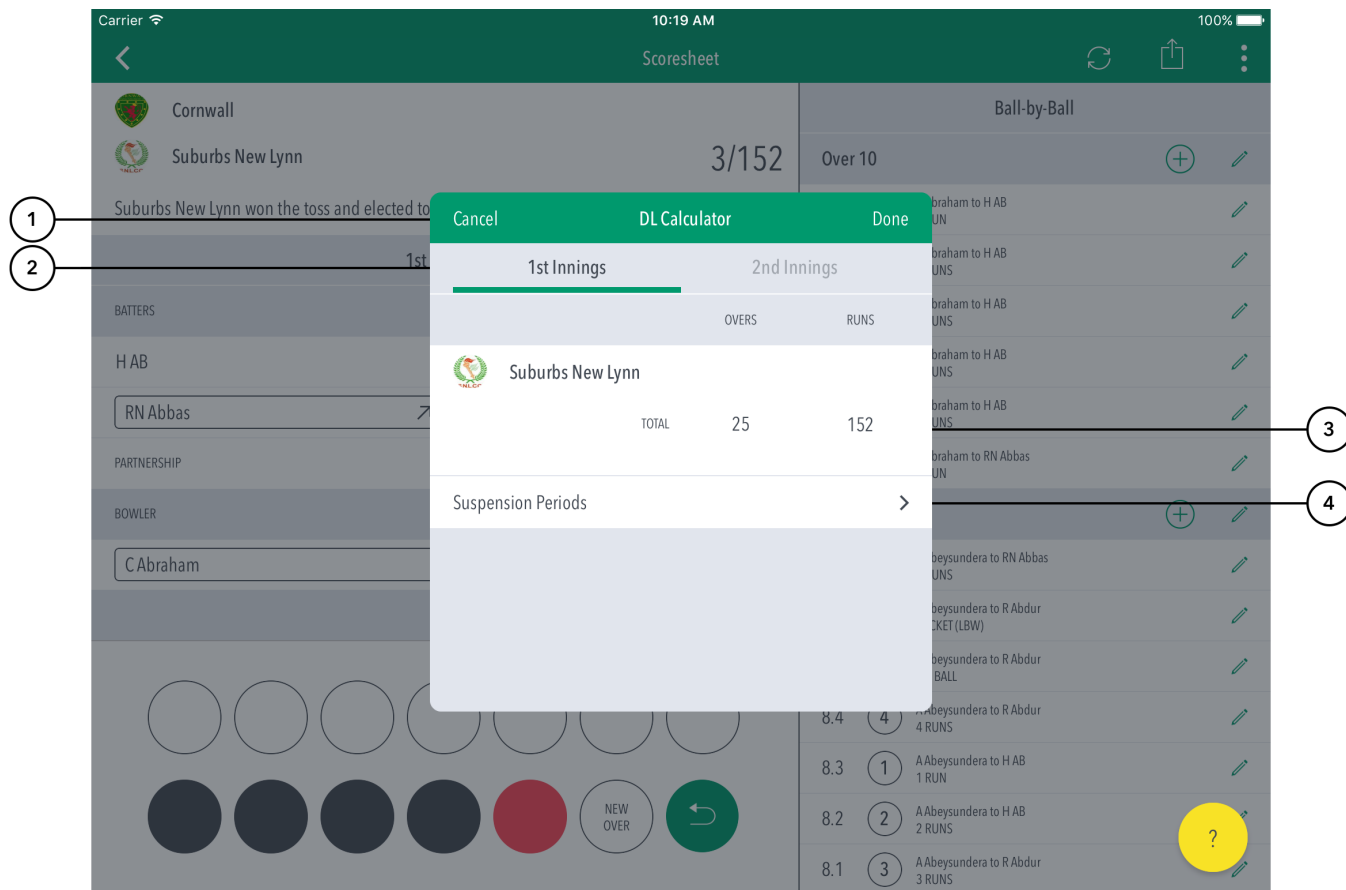 Carrier 10:19 AM 100%
Scoresheet
Cornwall
Suburbs New Lynn 3/152
Suburbs New Lynn won the toss and elected to
1st
BATTERS
H AB
RN Abbas
PARTNERSHIP
BOWLER
C Abraham
NEW
OVER
1
2
Cancel DL Calculator Done
1st Innings 2nd Innings
OVERS RUNS
Suburbs New Lynn
TOTAL 25 152
Suspension Periods
3
4
Ball-by-Ball
Over 10
braham to H AB
UN
braham to H AB
UNS
braham to H AB
UNS
braham to H AB
UNS
braham to H AB
UNS
braham to RN Abbas
UN
beysundera to RN Abbas
UNS
beysundera to R Abdur
CKET (LBW)
beysundera to R Abdur
BALL
8.4 4 A Abeysundera to R Abdur
4 RUNS
8.3 1 A Abeysundera to H AB
1 RUN
8.2 2 A Abeysundera to H AB
2 RUNS
8.1 3 A Abeysundera to R Abdur
3 RUNS
?